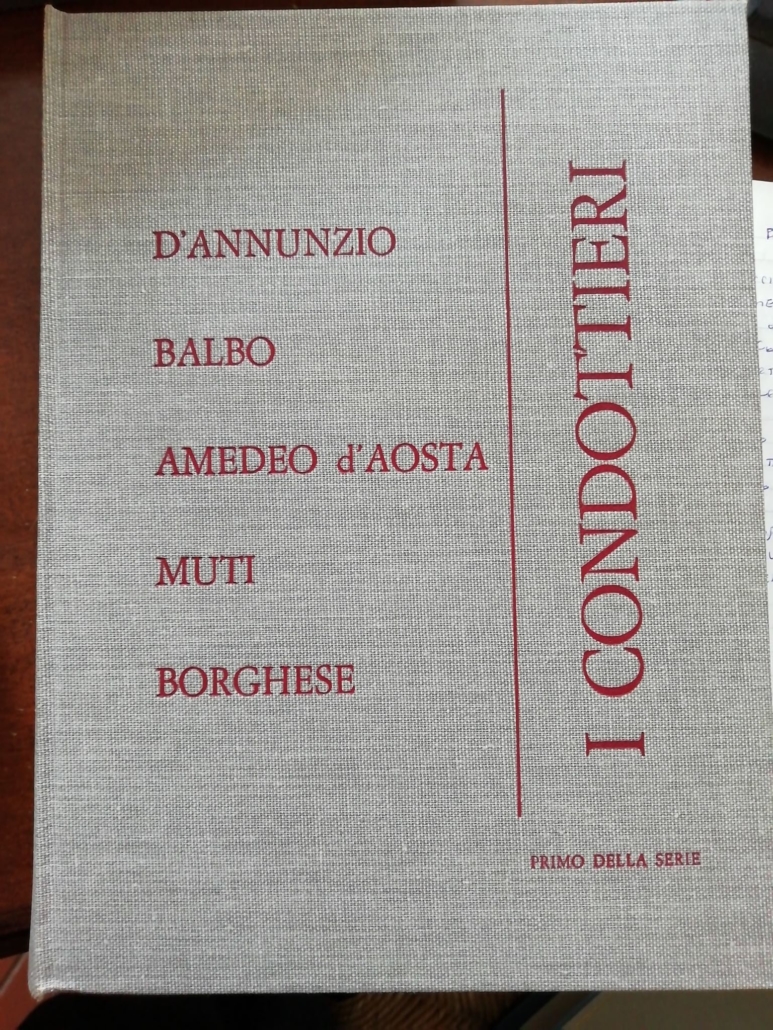 D'ANNUNZIO
BALBO
AMEDEO d'AOSTA
MUTI
BORGHESE
I CONDOTTIERI
PRIMO DELLA SERIE